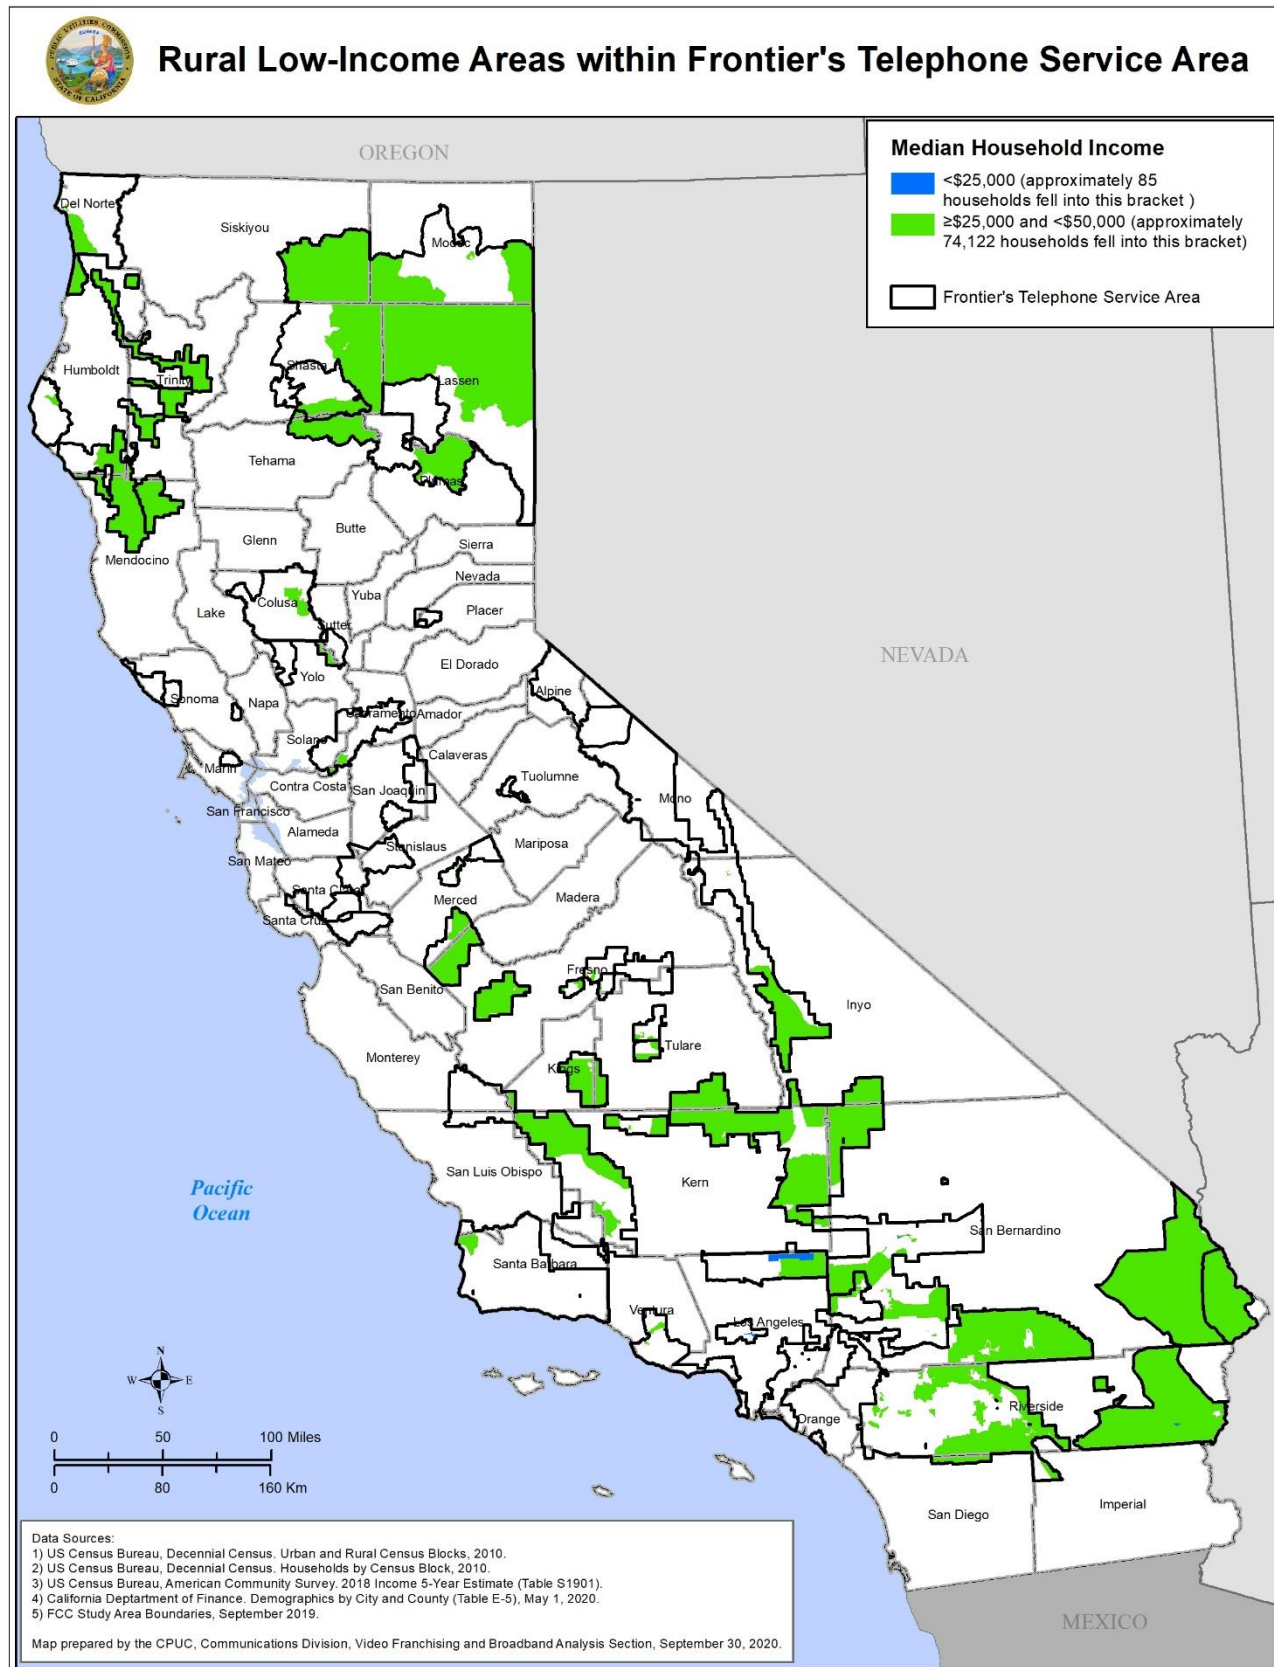 Rural Low-Income Areas within Frontier's Telephone Service Area
OREGON
Median Household Income
<$25,000 (approximately 85
households fell into this bracket )
≥$25,000 and <$50,000 (approximately
74,122 households fell into this bracket)
Frontier's Telephone Service Area
Del Norte
Siskiyou
Modoc
Humboldt
Trinity
Shasta
Lassen
Tehama
Plumas
Mendocino
Glenn
Butte
Sierra
Nevada
Lake
Colusa
Yuba
Placer
Sutter
NEVADA
El Dorado
Yolo
Alpine
Sonoma
Napa
Sacramento
Amador
Solano
Calaveras
Marin
Tuolumne
Contra Costa
San Joaquin
Mono
San Francisco
Alameda
Stanislaus
Mariposa
San Mateo
Santa Clara
Merced
Madera
Santa Cruz
Fresno
San Benito
Inyo
Monterey
Tulare
Kings
San Luis Obispo
Kern
Pacific
Ocean
San Bernardino
Santa Barbara
Ventura
Los Angeles
Riverside
Orange
San Diego
Imperial
MEXICO
N
W
E
S
0 50 100 Miles
0 80 160 Km
Data Sources:
1) US Census Bureau, Decennial Census. Urban and Rural Census Blocks, 2010.
2) US Census Bureau, Decennial Census. Households by Census Block, 2010.
3) US Census Bureau, American Community Survey. 2018 Income 5-Year Estimate (Table S1901).
4) California Deptartment of Finance. Demographics by City and County (Table E-5), May 1, 2020.
5) FCC Study Area Boundaries, September 2019.
Map prepared by the CPUC, Communications Division, Video Franchising and Broadband Analysis Section, September 30, 2020.
PUBLIC UTILITIES COMMISSION
STATE OF CALIFORNIA
EUREKA